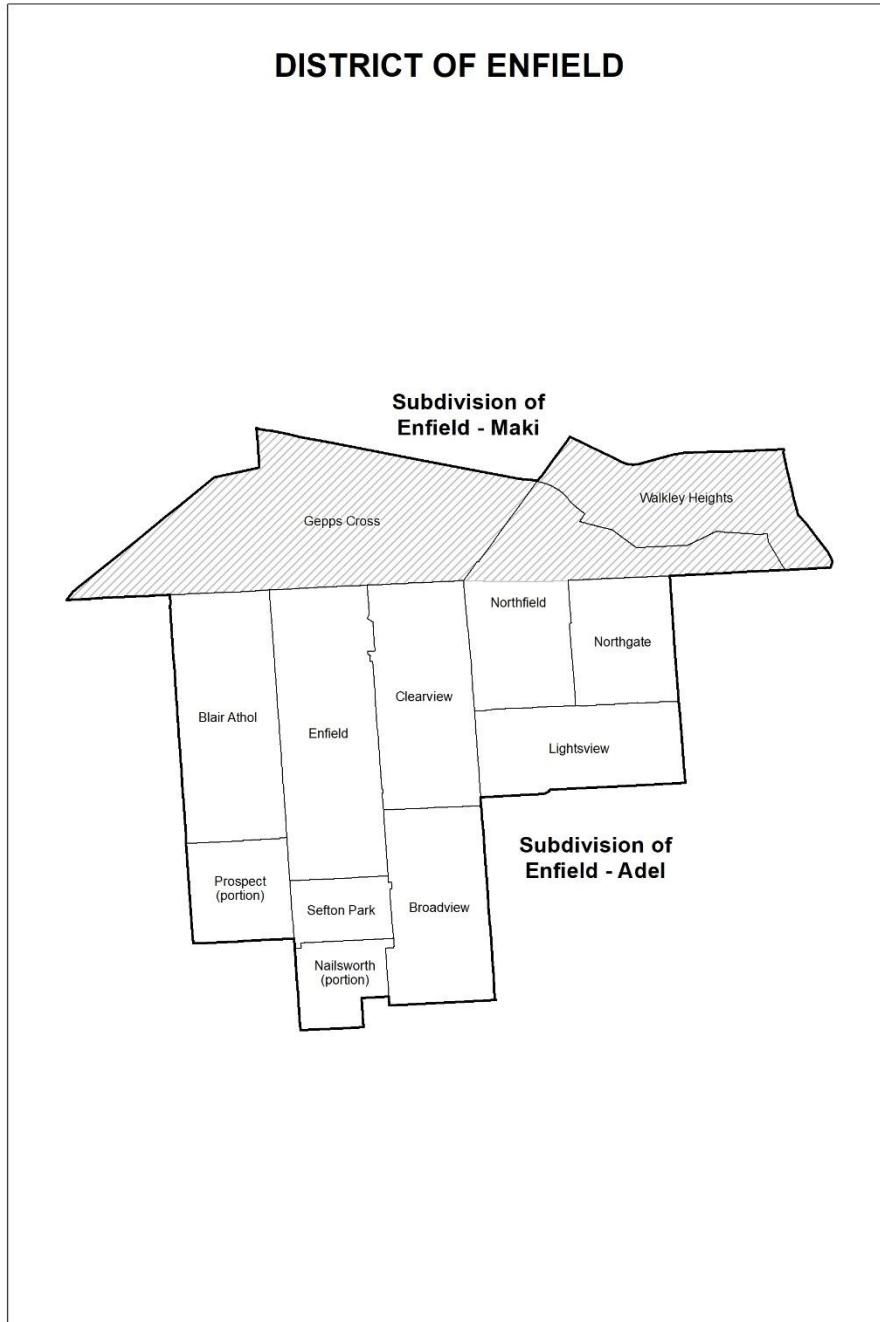 DISTRICT OF ENFIELD
Subdivision of
Enfield - Maki
Walkley Heights
Gepps Cross
Northfield
Northgate
Clearview
Blair Athol
Enfield
Lightsview
Subdivision of
Enfield - Adel
Prospect
(portion)
Sefton Park
Broadview
Nailsworth
(portion)